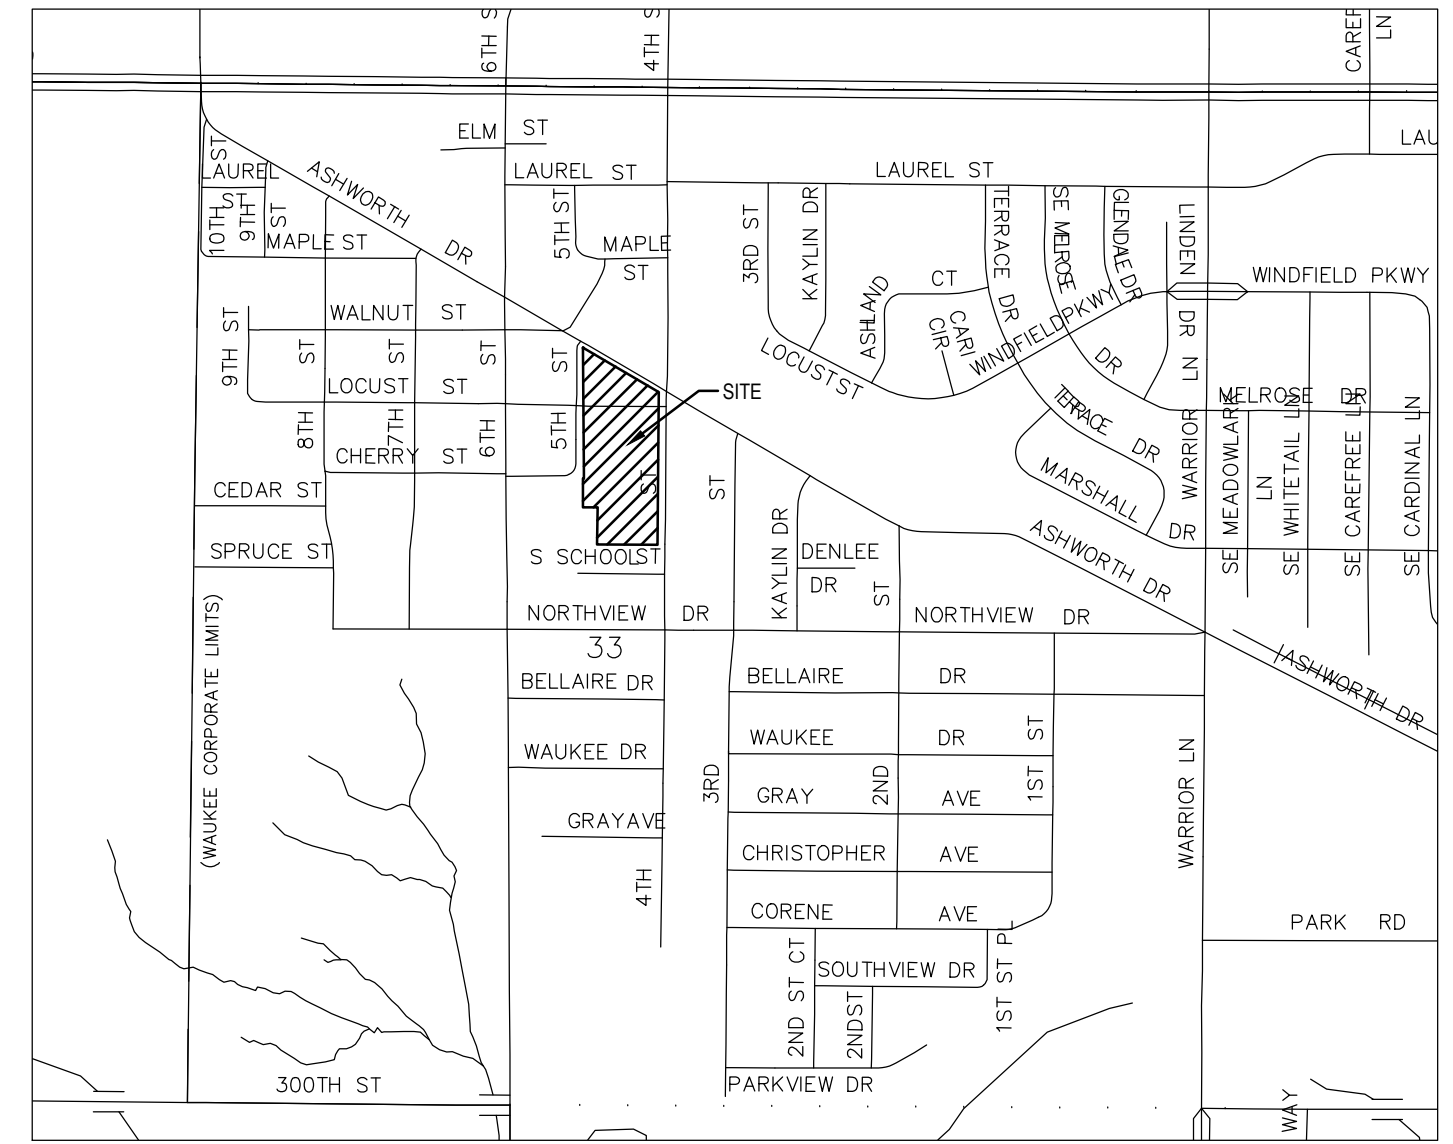 6TH S
4TH S
CAREF
LN
ELM ST
LAU
ST
LAUREL
ST
10TH
9TH
ST
ASHWORTH DR
LAUREL ST
LAUREL ST
5TH ST
MAPLE ST
MAPLE
ST
3RD ST
KAYLIN DR
TERRACE DR
SE MELROSE
DR
GLENDALE DR
LINDEN DR
LN
WINDFIELD PKWY
ASHLAND
CT
CARI
CIR
WINDFIELD PKWY
WALNUT ST
9TH ST
ST
ST
ST
ST
LOCUST ST
LOCUST ST
SITE
MELROSE DR
8TH
7TH
6TH
5TH
CHERRY ST
CEDAR ST
ST
ST
TERRACE DR
MARSHALL DR
WARRIOR
SE MEADOWLARK
LN
SE WHITETAIL LN
SE CAREFREE LN
SE CARDINAL LN
SPRUCE ST
S SCHOOL ST
KAYLIN DR
DENLEE
DR
ST
ASHWORTH DR
NORTHVIEW DR
NORTHVIEW DR
33
(WAUKEE CORPORATE LIMITS)
BELLAIRE DR
BELLAIRE DR
ASHWORTH DR
WAUKEE DR
WAUKEE DR
ST
3RD
2ND
1ST
WARRIOR LN
GRAY AVE
GRAY AVE
CHRISTOPHER AVE
4TH
CORENE AVE
PARK RD
2ND ST CT
SOUTHVIEW DR
1ST ST PL
2ND ST
300TH ST
PARKVIEW DR
WAY